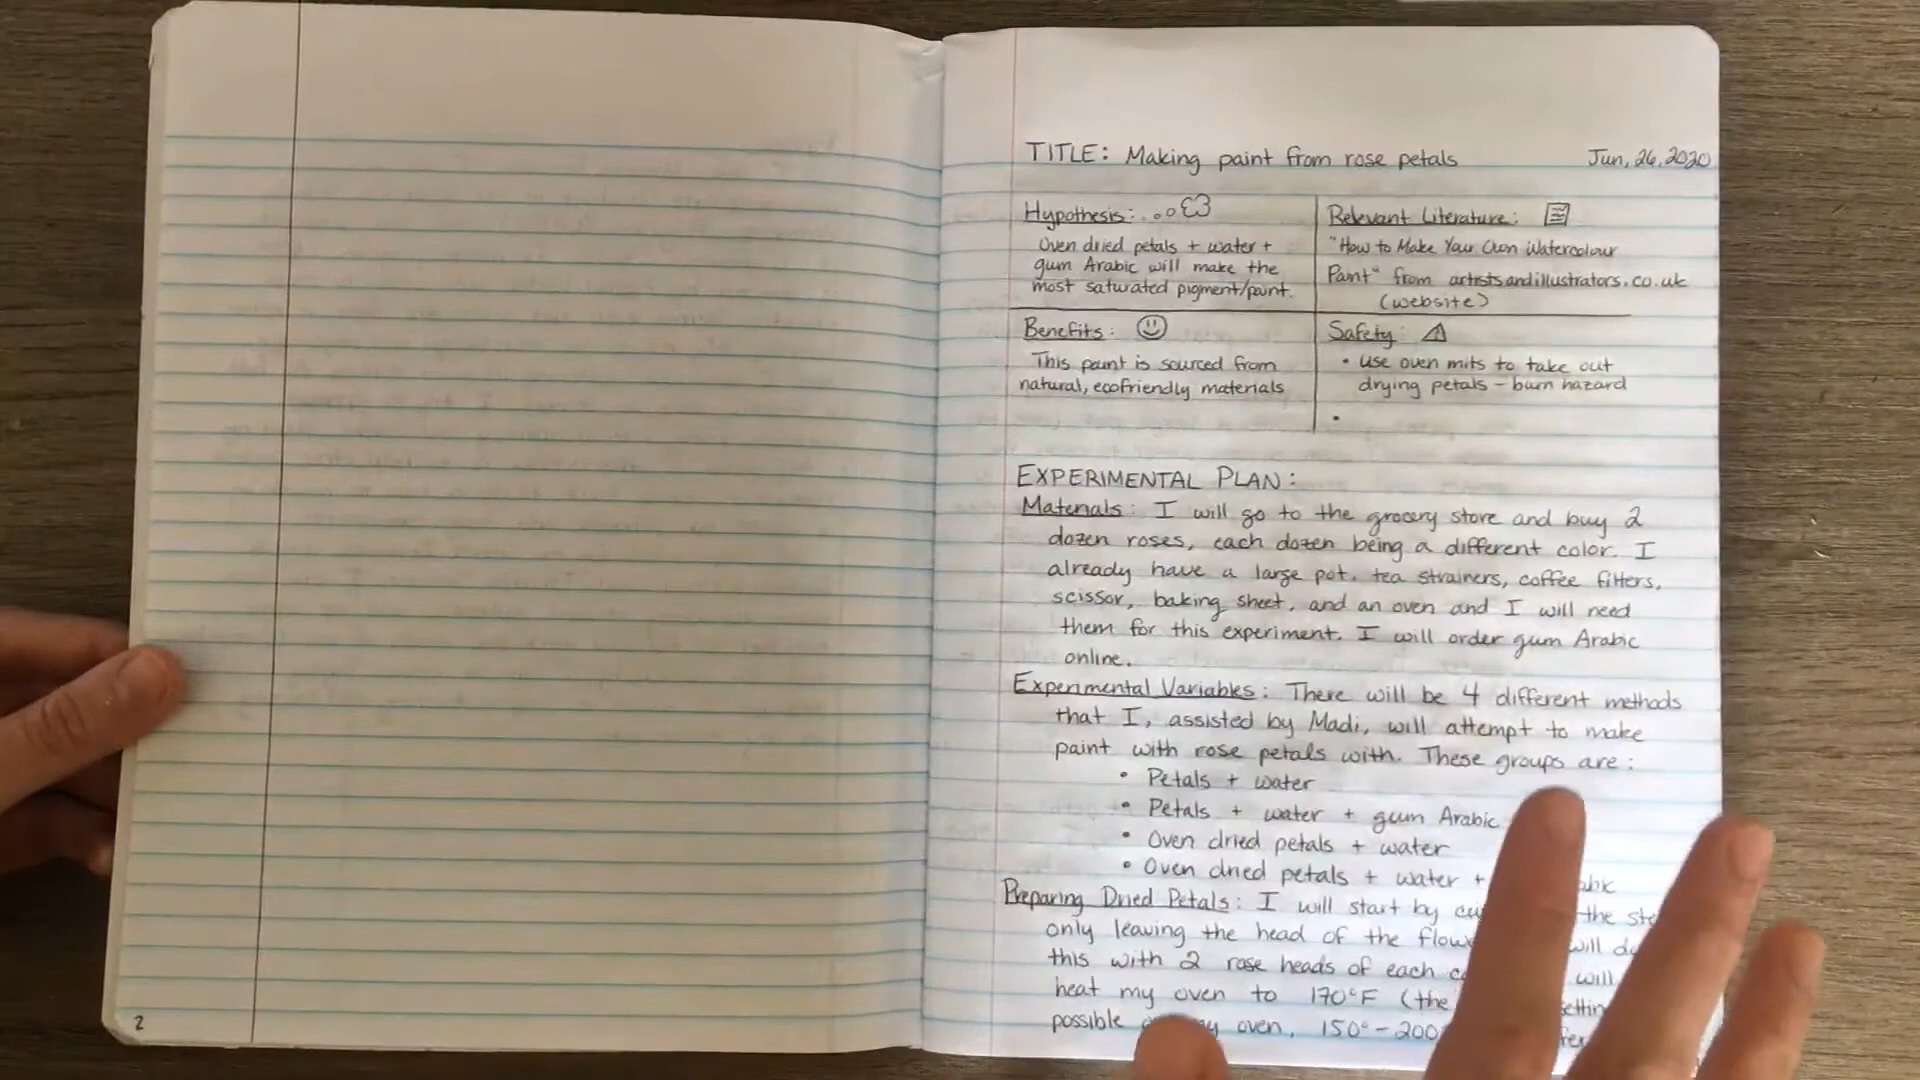 TITLE: Making paint from rose petals Jun, 26, 2020
Hypothesis:
Oven dried petals + water +
gum Arabic will make the
most saturated pigment/paint.
Relevant Literature:
"How to Make Your Own Watercolour
Paint" from artistsandillustrators.co.uk
(website)
Benefits:
This paint is sourced from
natural, ecofriendly materials
Safety:
• use oven mits to take out
drying petals - burn hazard
•
EXPERIMENTAL PLAN:
Materials: I will go to the grocery store and buy 2
dozen roses, each dozen being a different color. I
already have a large pot, tea strainers, coffee filters,
scissor, baking sheet, and an oven and I will need
them for this experiment. I will order gum Arabic
online.
Experimental Variables: There will be 4 different methods
that I, assisted by Madi, will attempt to make
paint with rose petals with. These groups are:
• Petals + water
• Petals + water + gum Arabic
• Oven dried petals + water
• Oven dried petals + water +
Preparing Dried Petals: I will start by the
only leaving the head of the will
this with 2 rose heads of each will
heat my oven to 170°F (the
possible oven, 150°-200
2